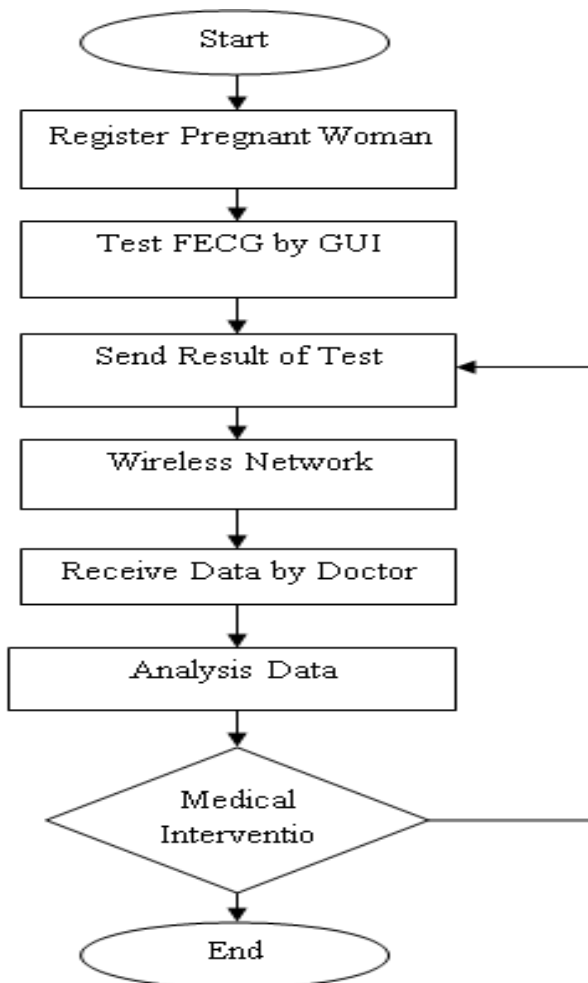 Start
Register Pregnant Woman
Test FECG by GUI
Send Result of Test
Wireless Network
Receive Data by Doctor
Analysis Data
Medical
Interventio
End